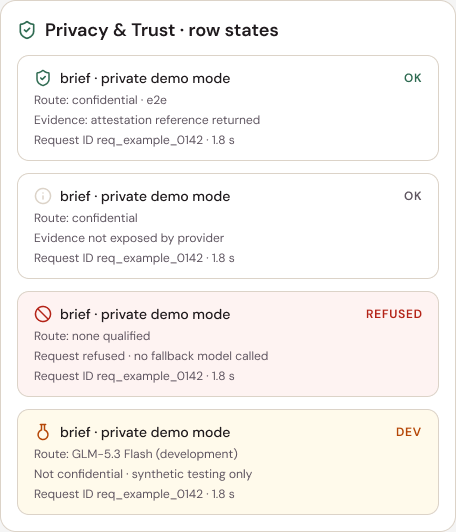 Privacy & Trust · row states
brief · private demo mode OK
Route: confidential · e2e
Evidence: attestation reference returned
Request ID req_example_0142 · 1.8 s
brief · private demo mode OK
Route: confidential
Evidence not exposed by provider
Request ID req_example_0142 · 1.8 s
brief · private demo mode REFUSED
Route: none qualified
Request refused · no fallback model called
Request ID req_example_0142 · 1.8 s
brief · private demo mode DEV
Route: GLM-5.3 Flash (development)
Not confidential · synthetic testing only
Request ID req_example_0142 · 1.8 s